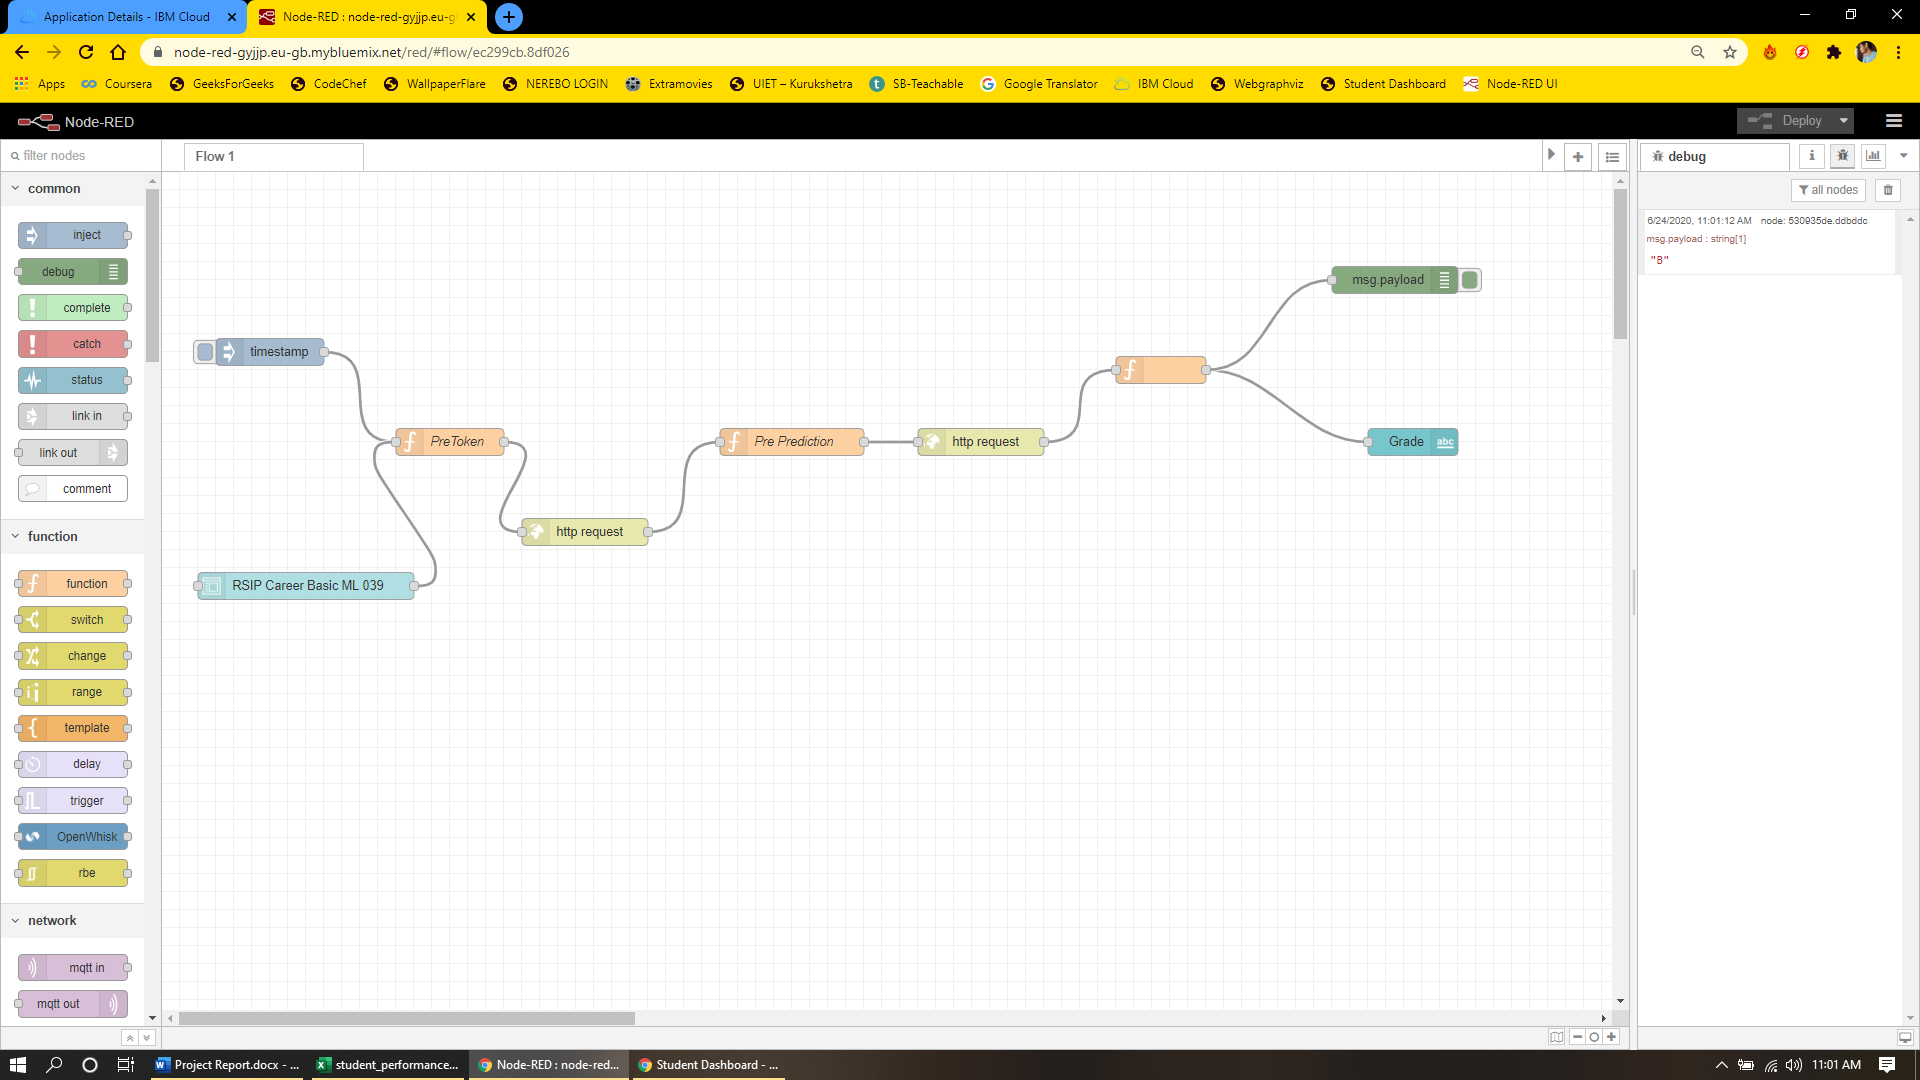 Application Details - IBM Cloud
Node-RED : node-red-gyjjp.eu-gb
node-red-gyjjp.eu-gb.mybluemix.net/red/#flow/ec299cb.8df026
Apps Coursera GeeksForGeeks CodeChef WallpaperFlare NEREBO LOGIN Extramovies UIET – Kurukshetra SB-Teachable Google Translator IBM Cloud Webgraphviz Student Dashboard Node-RED UI
Node-RED Deploy
filter nodes
Flow 1
debug
i
all nodes
6/24/2020, 11:01:12 AM node: 530935de.ddbddc
msg.payload : string[1]
"B"
common
inject
debug
complete
catch
status
link in
link out
comment
function
function
switch
change
range
template
delay
trigger
OpenWhisk
rbe
network
mqtt in
mqtt out
timestamp
PreToken
RSIP Career Basic ML 039
http request
Pre Prediction
http request
msg.payload
Grade abc
Project Report.docx - ...
student_performance...
Node-RED : node-red...
Student Dashboard - ...
11:01 AM